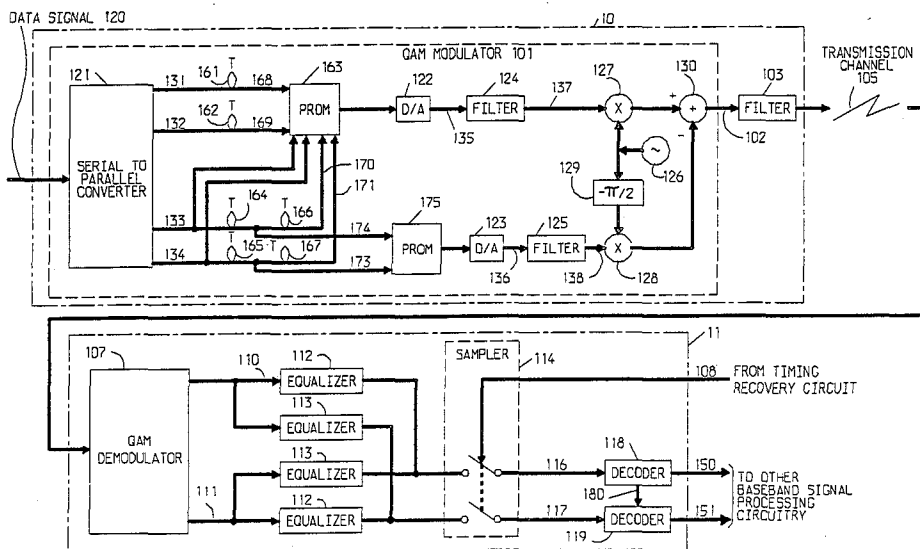 DATA SIGNAL 120
10
QAM MODULATOR 101
TRANSMISSION
CHANNEL
105
121
131
161
T
168
163
122
124
137
127
130
103
162
T
132
169
PROM
D/A
135
FILTER
X
+
+
-
102
FILTER
SERIAL TO
PARALLEL
CONVERTER
170
171
129
-π/2
126
T
164
T
166
175
133
174
123
125
T
165
T
167
134
173
PROM
D/A
136
FILTER
138
X
128
107
110
112
SAMPLER
114
11
EQUALIZER
108
FROM TIMING
RECOVERY CIRCUIT
113
EQUALIZER
QAM
DEMODULATOR
113
EQUALIZER
116
118
DECODER
150
111
112
EQUALIZER
117
180
DECODER
119
151
TO OTHER
BASEBAND SIGNAL
PROCESSING
CIRCUITRY